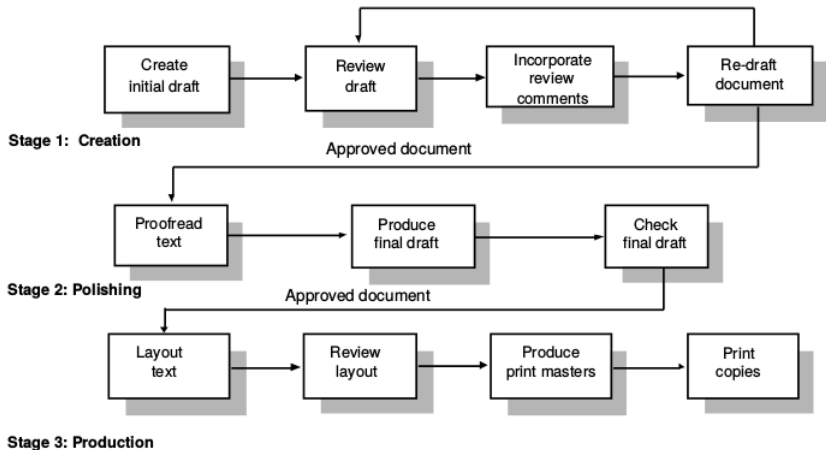 Create
initial draft
Review
draft
Incorporate
review
comments
Re-draft
document
Stage 1: Creation
Approved document
Proofread
text
Produce
final draft
Check
final draft
Stage 2: Polishing
Approved document
Layout
text
Review
layout
Produce
print masters
Print
copies
Stage 3: Production